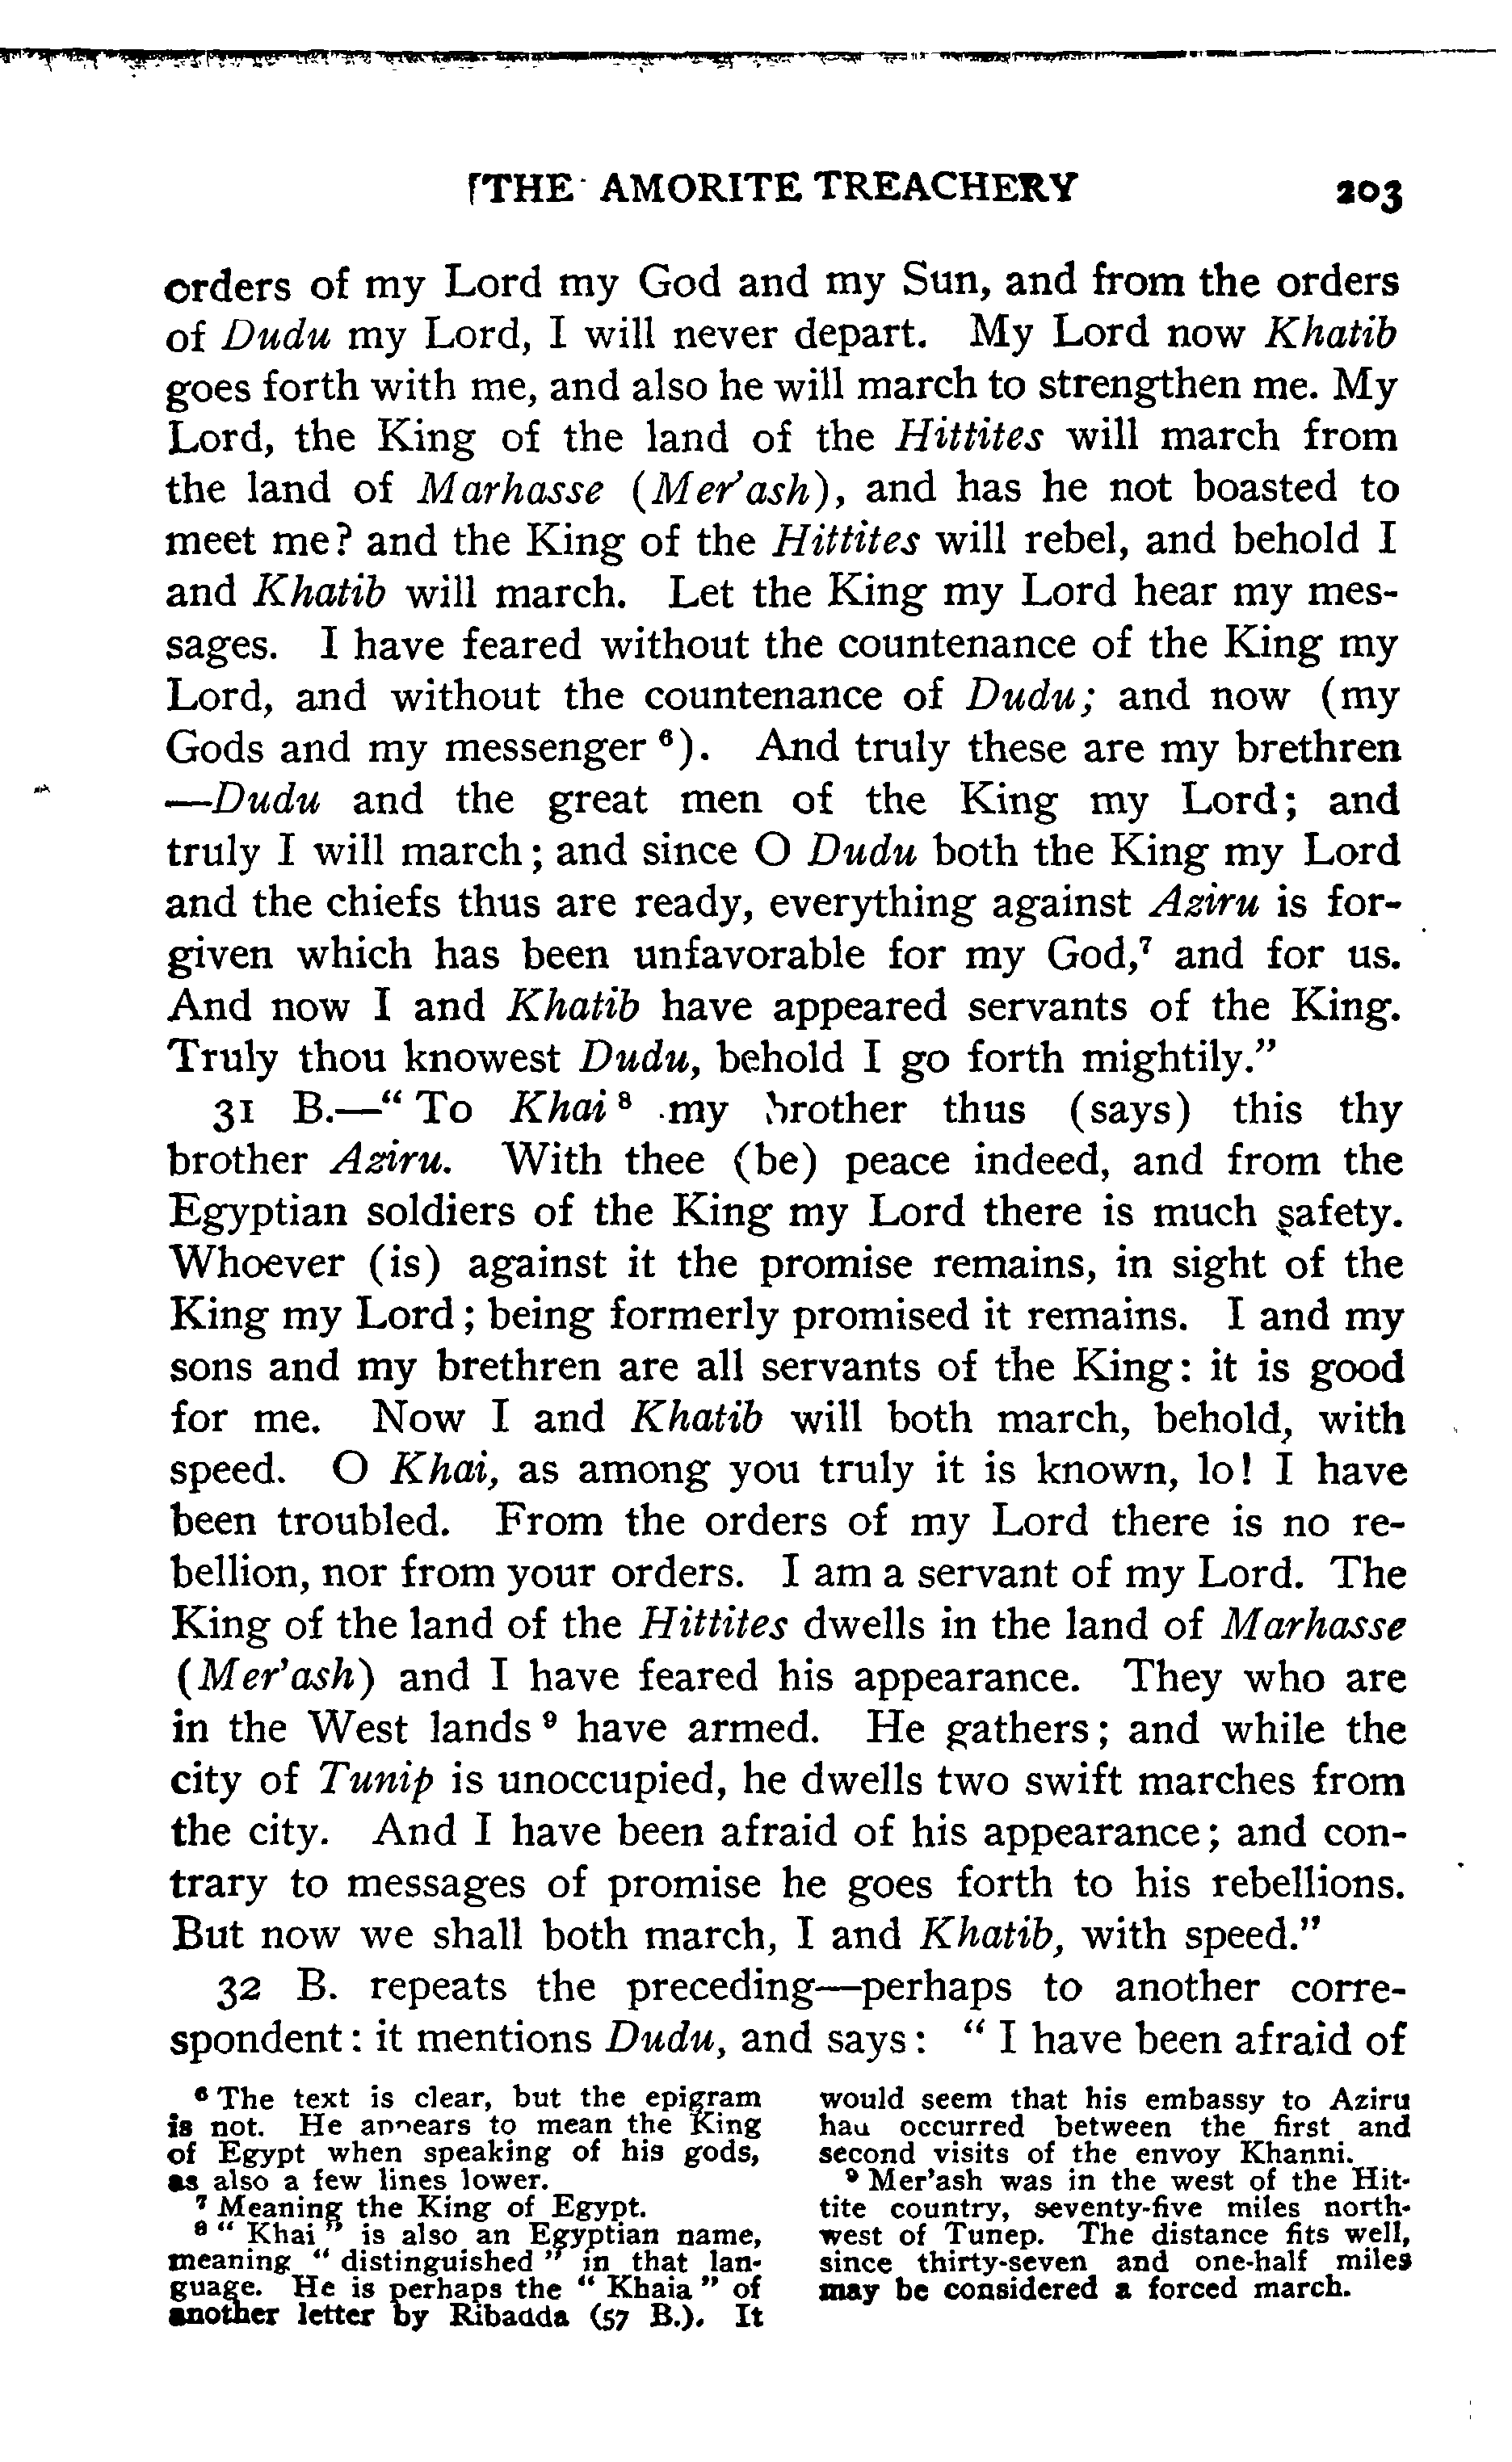 THE AMORITE TREACHERY 203
orders of my Lord my God and my Sun, and from the orders
of Dudu my Lord, I will never depart. My Lord now Khatib
goes forth with me, and also he will march to strengthen me. My
Lord, the King of the land of the Hittites will march from
the land of Marhasse (Mer'ash), and has he not boasted to
meet me? and the King of the Hittites will rebel, and behold I
and Khatib will march. Let the King my Lord hear my mes-
sages. I have feared without the countenance of the King my
Lord, and without the countenance of Dudu; and now (my
Gods and my messenger ⁶). And truly these are my brethren
—Dudu and the great men of the King my Lord; and
truly I will march; and since O Dudu both the King my Lord
and the chiefs thus are ready, everything against Aziru is for-
given which has been unfavorable for my God,⁷ and for us.
And now I and Khatib have appeared servants of the King.
Truly thou knowest Dudu, behold I go forth mightily."
31 B.—" To Khai ⁸ my brother thus (says) this thy
brother Aziru. With thee (be) peace indeed, and from the
Egyptian soldiers of the King my Lord there is much safety.
Whoever (is) against it the promise remains, in sight of the
King my Lord; being formerly promised it remains. I and my
sons and my brethren are all servants of the King: it is good
for me. Now I and Khatib will both march, behold, with
speed. O Khai, as among you truly it is known, lo! I have
been troubled. From the orders of my Lord there is no re-
bellion, nor from your orders. I am a servant of my Lord. The
King of the land of the Hittites dwells in the land of Marhasse
(Mer'ash) and I have feared his appearance. They who are
in the West lands ⁹ have armed. He gathers; and while the
city of Tunip is unoccupied, he dwells two swift marches from
the city. And I have been afraid of his appearance; and con-
trary to messages of promise he goes forth to his rebellions.
But now we shall both march, I and Khatib, with speed."
32 B. repeats the preceding—perhaps to another corre-
spondent: it mentions Dudu, and says: " I have been afraid of
⁶ The text is clear, but the epigram
is not. He appears to mean the King
of Egypt when speaking of his gods,
as also a few lines lower.
⁷ Meaning the King of Egypt.
⁸ " Khai " is also an Egyptian name,
meaning " distinguished " in that lan-
guage. He is perhaps the " Khaia " of
another letter by Ribadda (57 B.). It
would seem that his embassy to Aziru
had occurred between the first and
second visits of the envoy Khanni.
⁹ Mer'ash was in the west of the Hit-
tite country, seventy-five miles north-
west of Tunep. The distance fits well,
since thirty-seven and one-half miles
may be considered a forced march.